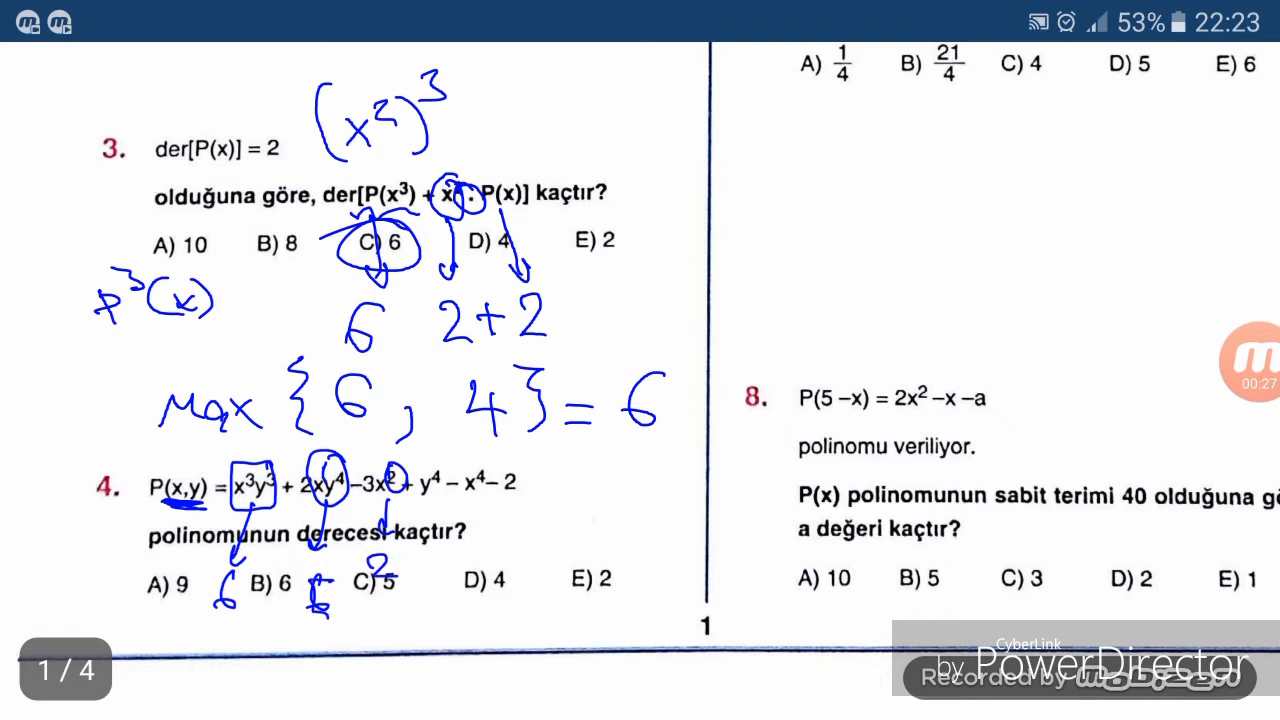 53% 22:23
(x²)³
3. der[P(x)] = 2
olduğuna göre, der[P(x³) + x². P(x)] kaçtır?
A) 10 B) 8 C) 6 D) 4 E) 2
P³(x)
6 2+2
Max {6, 4} = 6
4. P(x,y) = x³y³ + 2xy⁴ –3x² + y⁴ – x⁴ – 2
polinomunun derecesi kaçtır?
6 5 2
A) 9 B) 6 C) 5 D) 4 E) 2
A) 1/4 B) 21/4 C) 4 D) 5 E) 6
8. P(5 –x) = 2x² –x –a
polinomu veriliyor.
P(x) polinomunun sabit terimi 40 olduğuna gö
a değeri kaçtır?
A) 10 B) 5 C) 3 D) 2 E) 1
00:27
1
1 / 4
CyberLink
by PowerDirector
Recorded by mobizen